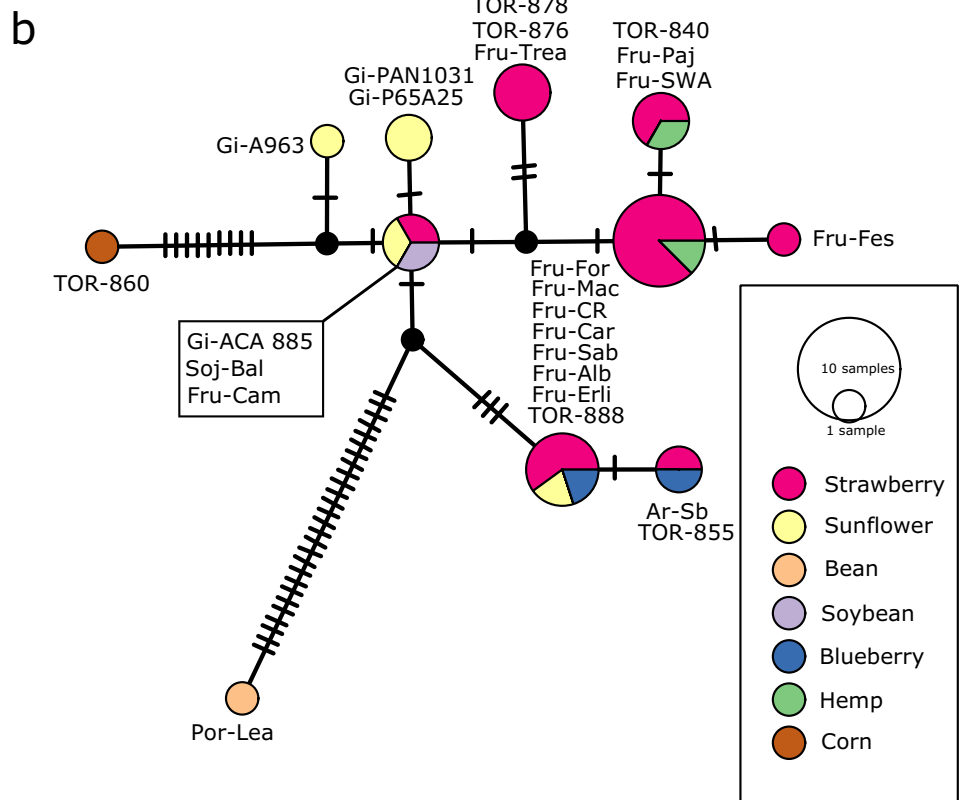 b
TOR-878
TOR-876
Fru-Trea
TOR-840
Fru-Paj
Fru-SWA
Gi-PAN1031
Gi-P65A25
Gi-A963
Fru-Fes
TOR-860
Gi-ACA 885
Soj-Bal
Fru-Cam
Fru-For
Fru-Mac
Fru-CR
Fru-Car
Fru-Sab
Fru-Alb
Fru-Erli
TOR-888
Ar-Sb
TOR-855
Por-Lea
10 samples
1 sample
Strawberry
Sunflower
Bean
Soybean
Blueberry
Hemp
Corn